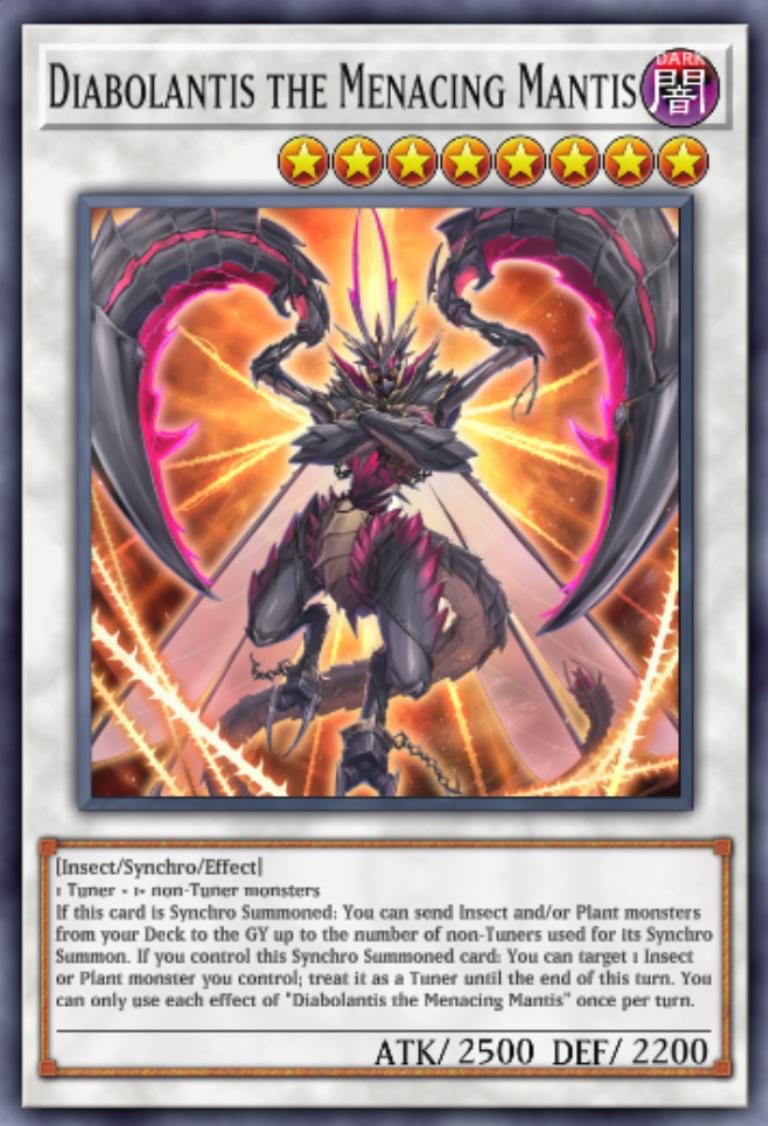 DIABOLANTIS THE MENACING MANTIS
DARK
闇
[Insect/Synchro/Effect]
1 Tuner + 1+ non-Tuner monsters
If this card is Synchro Summoned: You can send Insect and/or Plant monsters
from your Deck to the GY up to the number of non-Tuners used for its Synchro
Summon. If you control this Synchro Summoned card: You can target 1 Insect
or Plant monster you control; treat it as a Tuner until the end of this turn. You
can only use each effect of "Diabolantis the Menacing Mantis" once per turn.
ATK/ 2500 DEF/ 2200